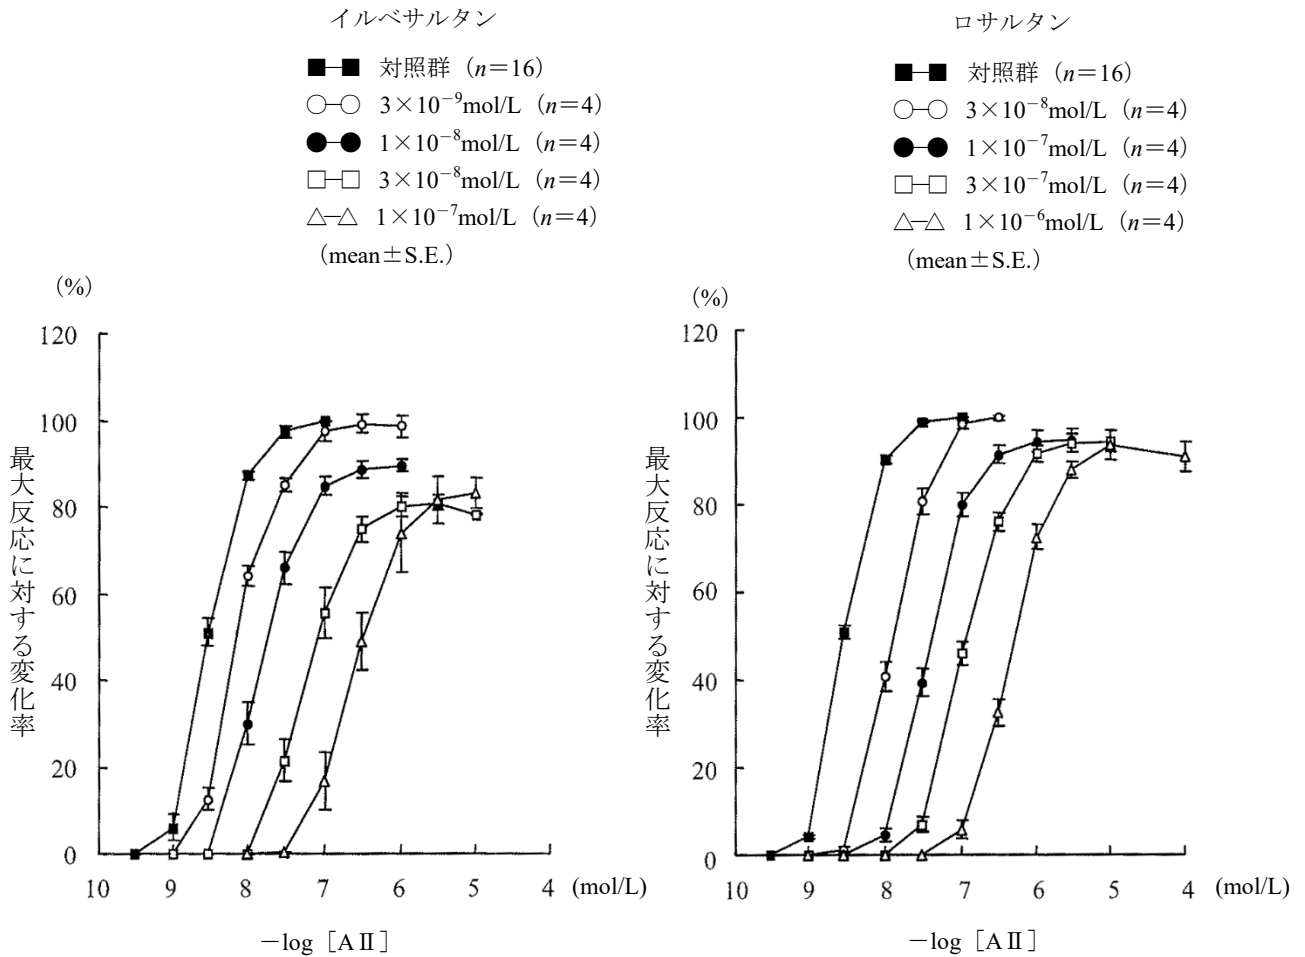 イルベサルタン
対照群（n＝16）
3×10−9mol/L（n＝4）
1×10−8mol/L（n＝4）
3×10−8mol/L（n＝4）
1×10−7mol/L（n＝4）
（mean±S.E.）
(%)
120
100
80
60
40
20
0
最大反応に対する変化率
10 9 8 7 6 5 4 (mol/L)
－log［AⅡ］
ロサルタン
対照群（n＝16）
3×10−8mol/L（n＝4）
1×10−7mol/L（n＝4）
3×10−7mol/L（n＝4）
1×10−6mol/L（n＝4）
（mean±S.E.）
(%)
120
100
80
60
40
20
0
最大反応に対する変化率
10 9 8 7 6 5 4 (mol/L)
－log［AⅡ］